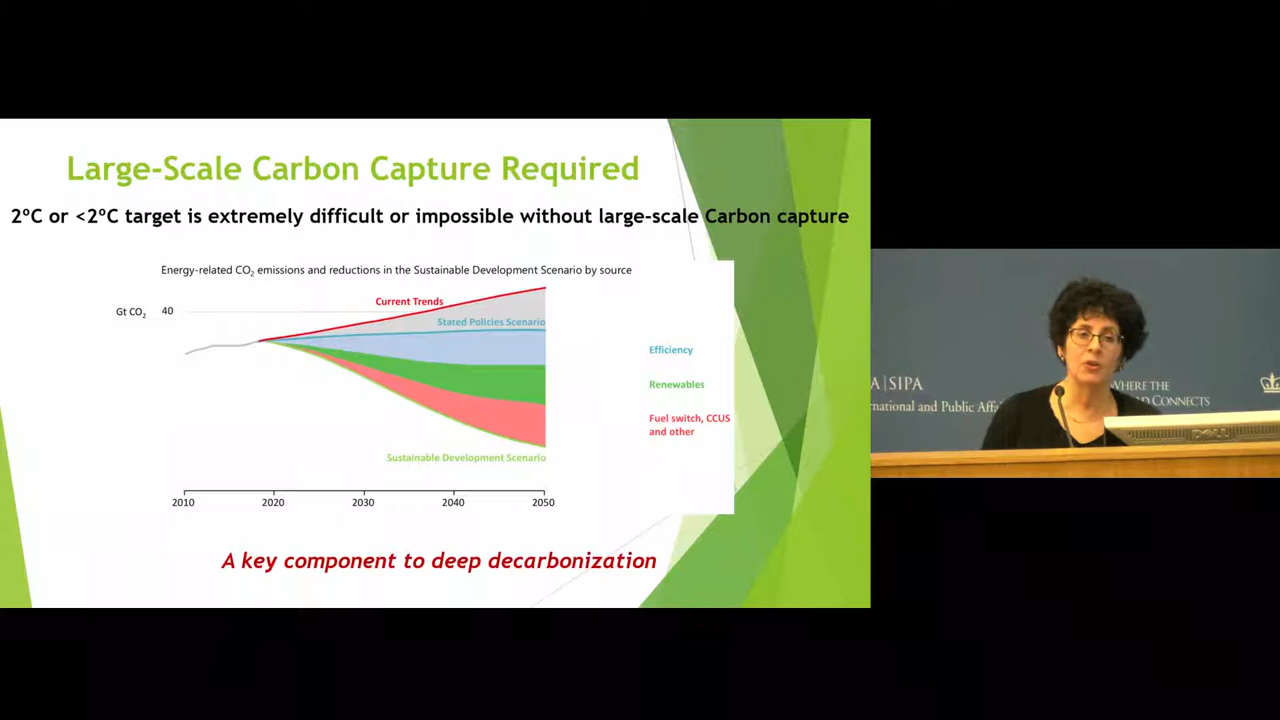 Large-Scale Carbon Capture Required
2ºC or <2ºC target is extremely difficult or impossible without large-scale Carbon capture
Energy-related CO₂ emissions and reductions in the Sustainable Development Scenario by source
Current Trends
Gt CO₂
40
Stated Policies Scenario
Efficiency
Renewables
Fuel switch, CCUS
and other
Sustainable Development Scenario
2010
2020
2030
2040
2050
A key component to deep decarbonization
A | SIPA
and Public
WHERE THE
CONNECTS
DELL